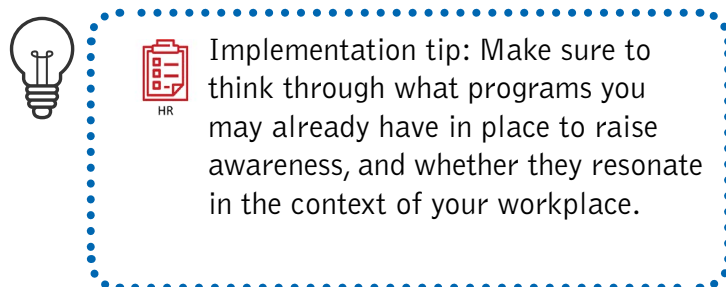 Implementation tip: Make sure to
think through what programs you
HR
may already have in place to raise
awareness, and whether they resonate
in the context of your workplace.